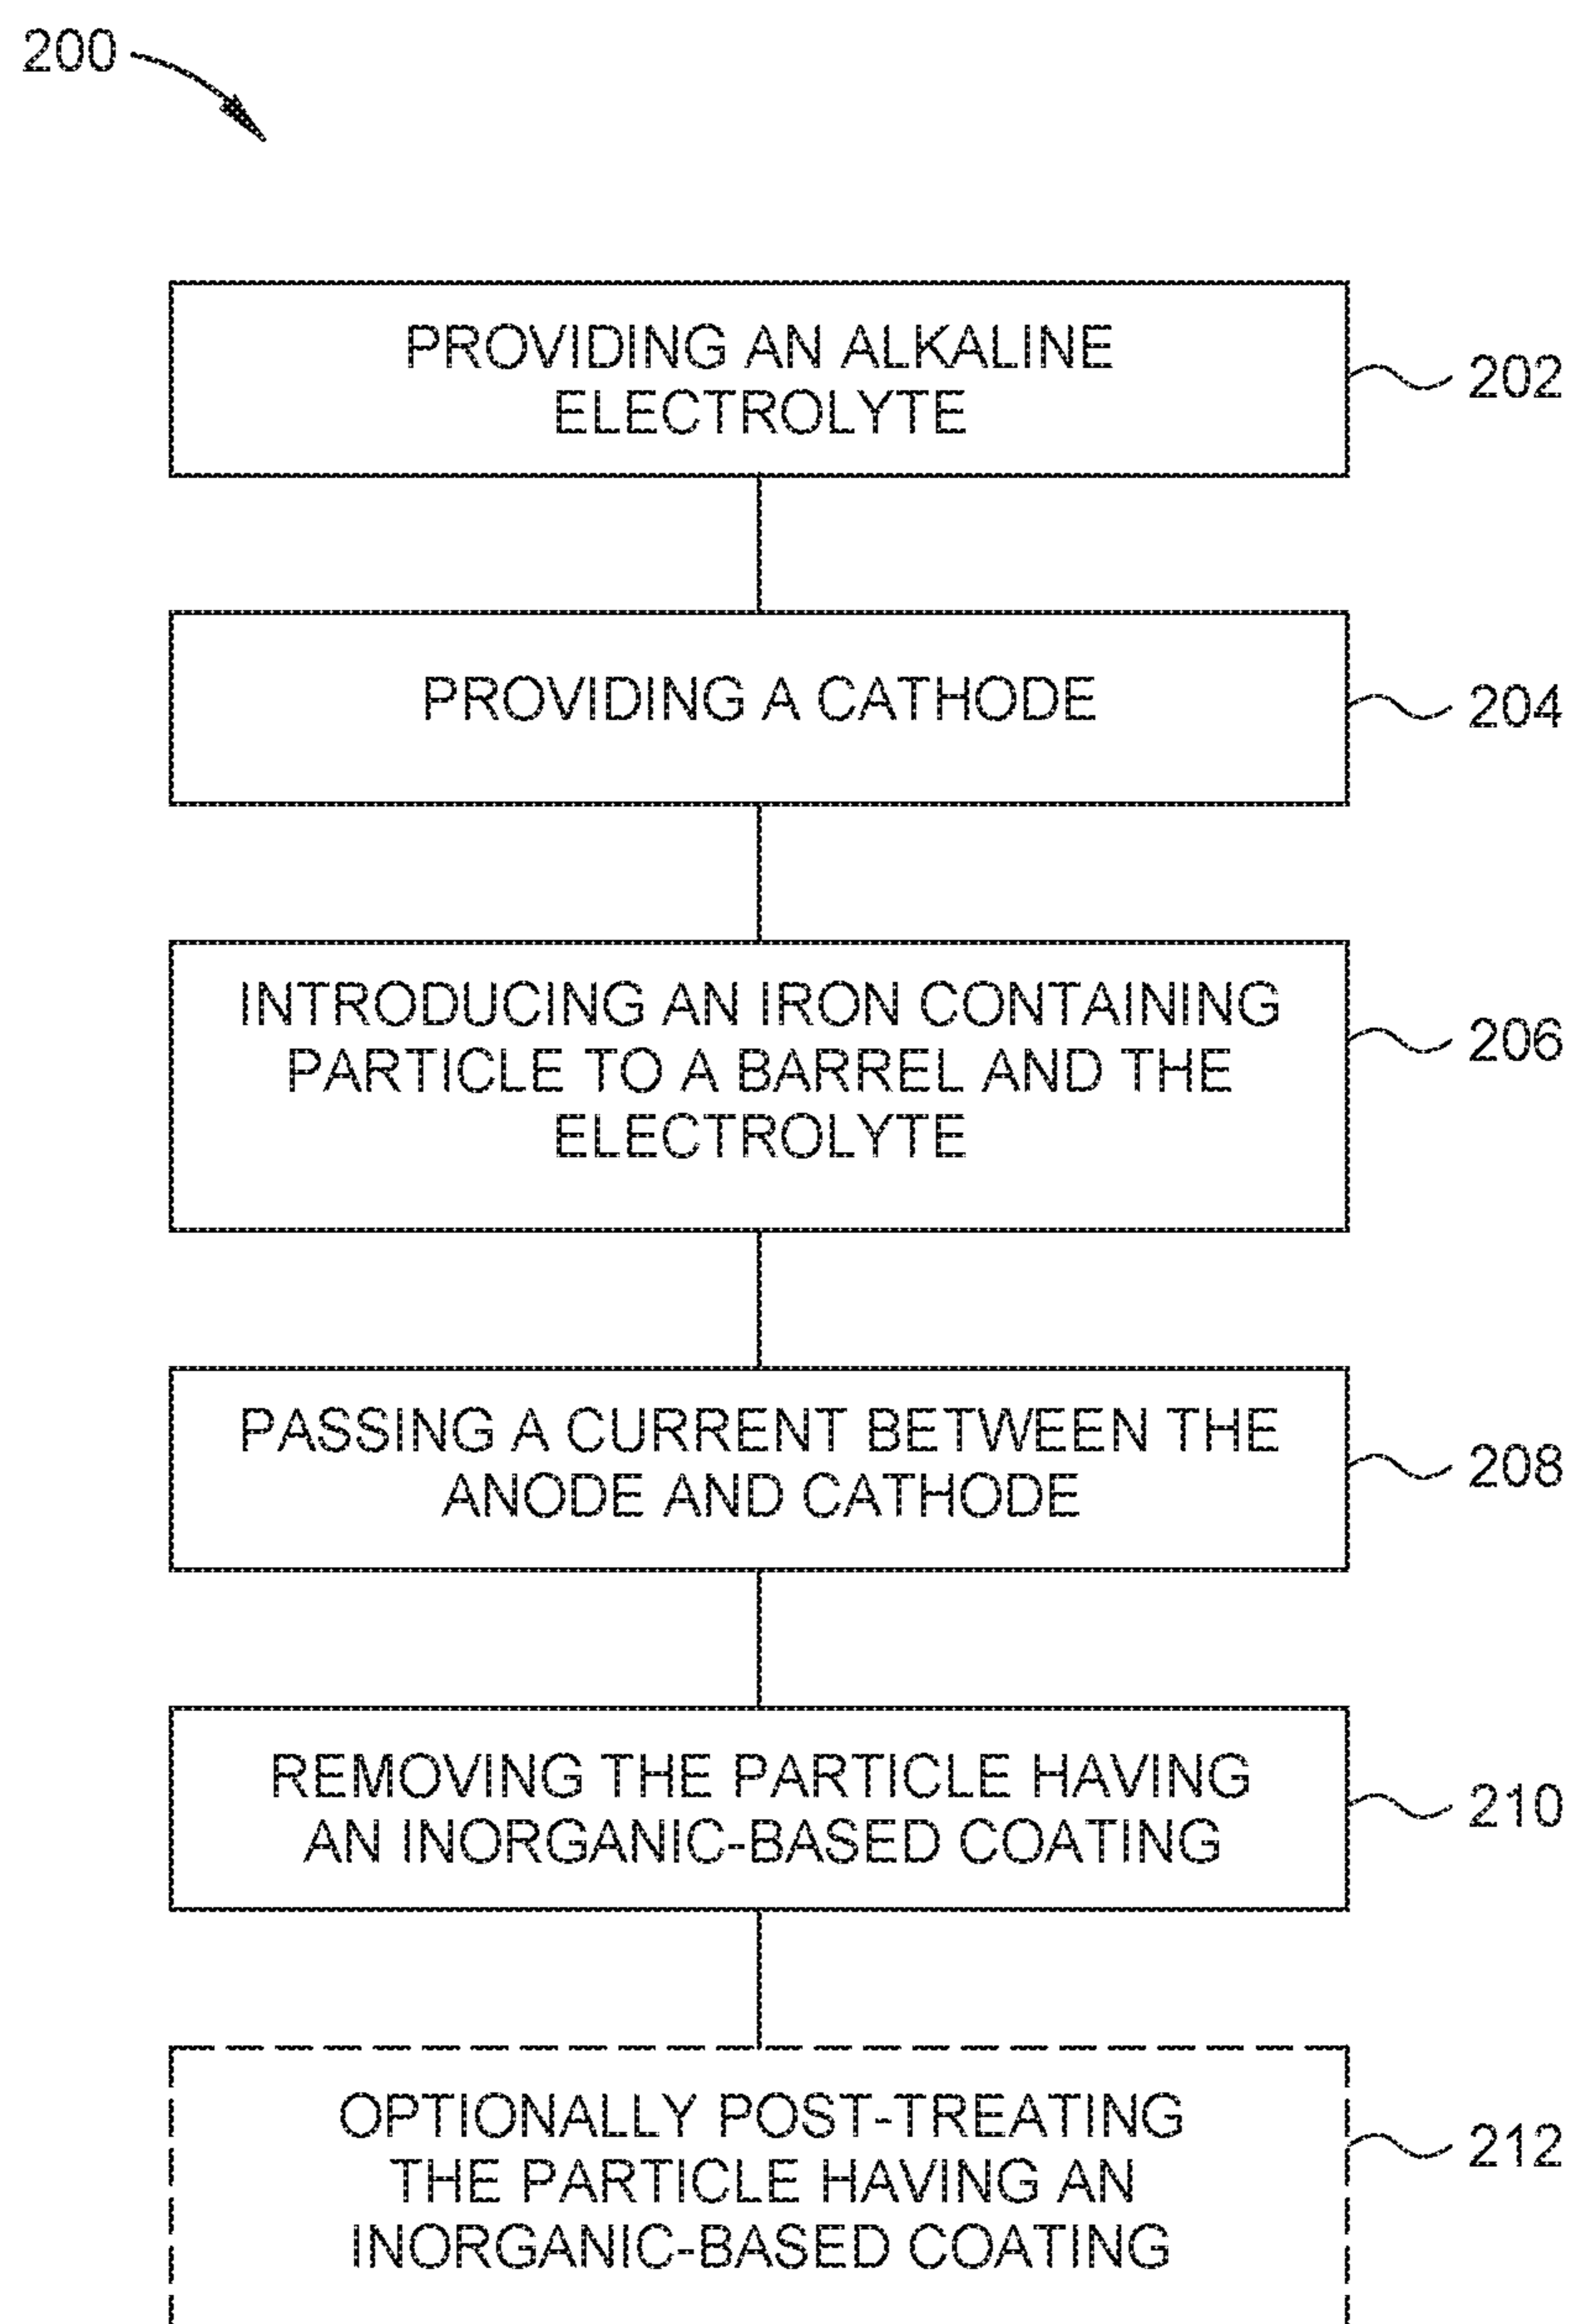 200
PROVIDING AN ALKALINE
ELECTROLYTE
202
PROVIDING A CATHODE
204
INTRODUCING AN IRON CONTAINING
PARTICLE TO A BARREL AND THE
ELECTROLYTE
206
PASSING A CURRENT BETWEEN THE
ANODE AND CATHODE
208
REMOVING THE PARTICLE HAVING
AN INORGANIC-BASED COATING
210
OPTIONALLY POST-TREATING
THE PARTICLE HAVING AN
INORGANIC-BASED COATING
212